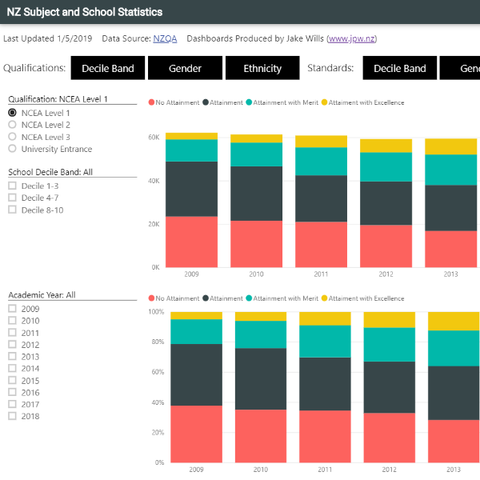 NZ Subject and School Statistics
Last Updated 1/5/2019 Data Source: NZQA Dashboards Produced by Jake Wills (www.jpw.nz)
Qualifications: Decile Band Gender Ethnicity Standards: Decile Band Gen
Qualification: NCEA Level 1
NCEA Level 1
NCEA Level 2
NCEA Level 3
University Entrance
School Decile Band: All
Decile 1-3
Decile 4-7
Decile 8-10
No Attainment Attainment Attainment with Merit Attainment with Excellence
60K
40K
20K
0K
2009 2010 2011 2012 2013
Academic Year: All
2009
2010
2011
2012
2013
2014
2015
2016
2017
2018
No Attainment Attainment Attainment with Merit Attaiment with Excellence
100%
80%
60%
40%
20%
0%
2009 2010 2011 2012 2013